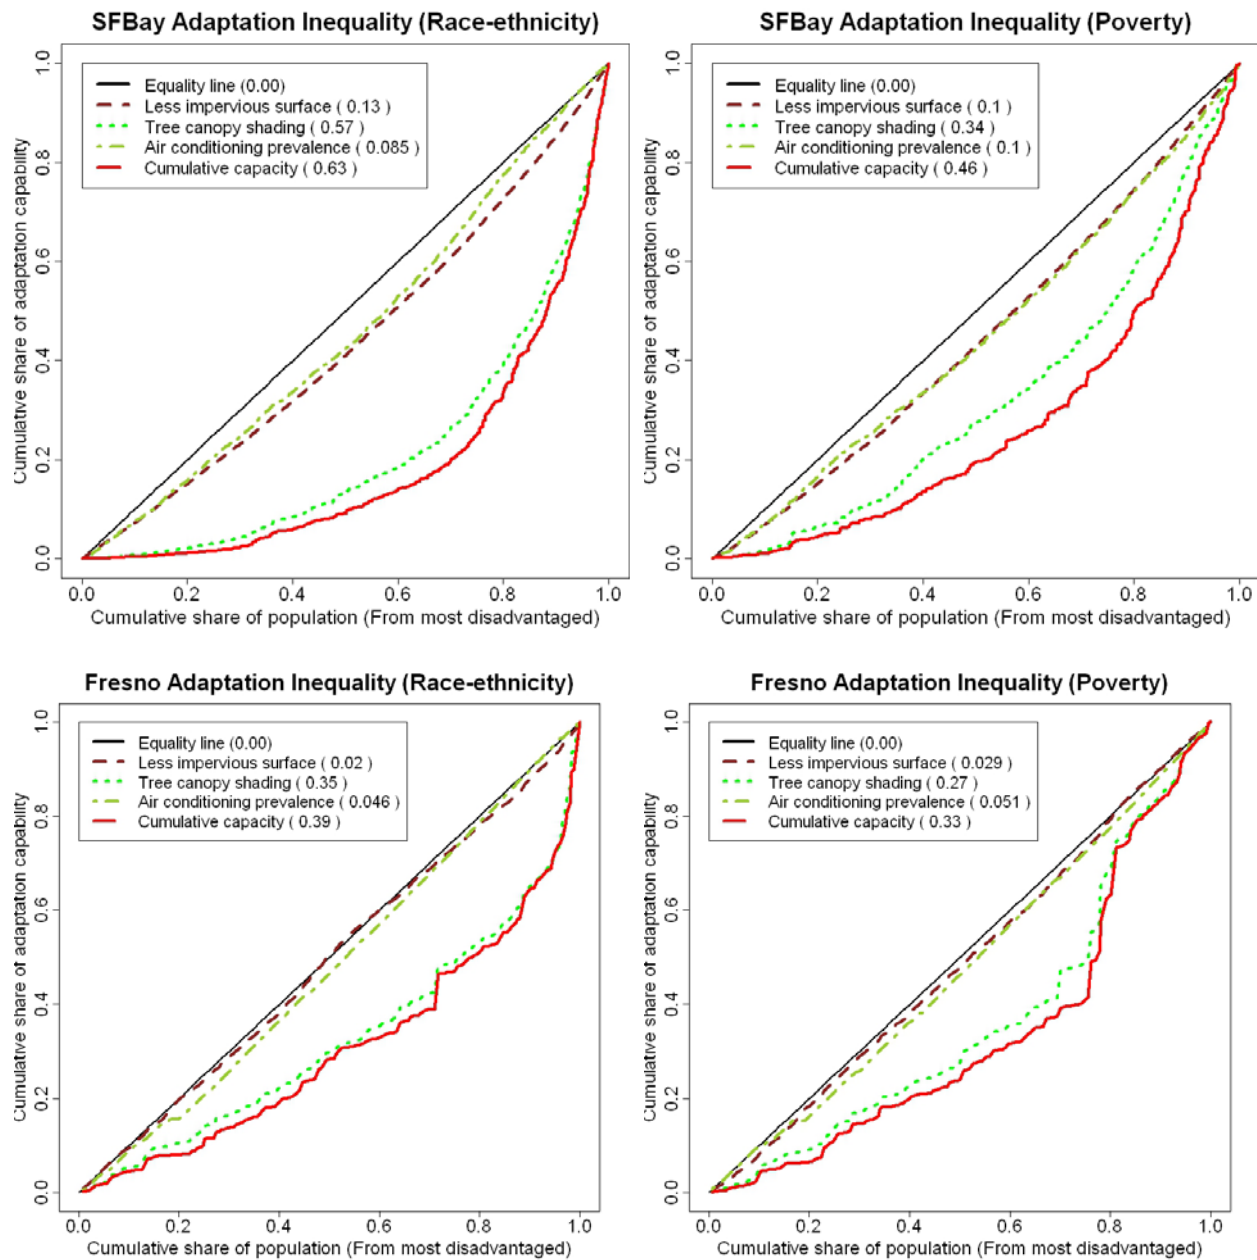 SFBay Adaptation Inequality (Race-ethnicity)
Equality line (0.00)
Less impervious surface ( 0.13 )
Tree canopy shading ( 0.57 )
Air conditioning prevalence ( 0.085 )
Cumulative capacity ( 0.63 )
Cumulative share of adaptation capability
0.0 0.2 0.4 0.6 0.8 1.0
0.0 0.2 0.4 0.6 0.8 1.0
Cumulative share of population (From most disadvantaged)
SFBay Adaptation Inequality (Poverty)
Equality line (0.00)
Less impervious surface ( 0.1 )
Tree canopy shading ( 0.34 )
Air conditioning prevalence ( 0.1 )
Cumulative capacity ( 0.46 )
Cumulative share of adaptation capability
0.0 0.2 0.4 0.6 0.8 1.0
0.0 0.2 0.4 0.6 0.8 1.0
Cumulative share of population (From most disadvantaged)
Fresno Adaptation Inequality (Race-ethnicity)
Equality line (0.00)
Less impervious surface ( 0.02 )
Tree canopy shading ( 0.35 )
Air conditioning prevalence ( 0.046 )
Cumulative capacity ( 0.39 )
Cumulative share of adaptation capability
0.0 0.2 0.4 0.6 0.8 1.0
0.0 0.2 0.4 0.6 0.8 1.0
Cumulative share of population (From most disadvantaged)
Fresno Adaptation Inequality (Poverty)
Equality line (0.00)
Less impervious surface ( 0.029 )
Tree canopy shading ( 0.27 )
Air conditioning prevalence ( 0.051 )
Cumulative capacity ( 0.33 )
Cumulative share of adaptation capability
0.0 0.2 0.4 0.6 0.8 1.0
0.0 0.2 0.4 0.6 0.8 1.0
Cumulative share of population (From most disadvantaged)